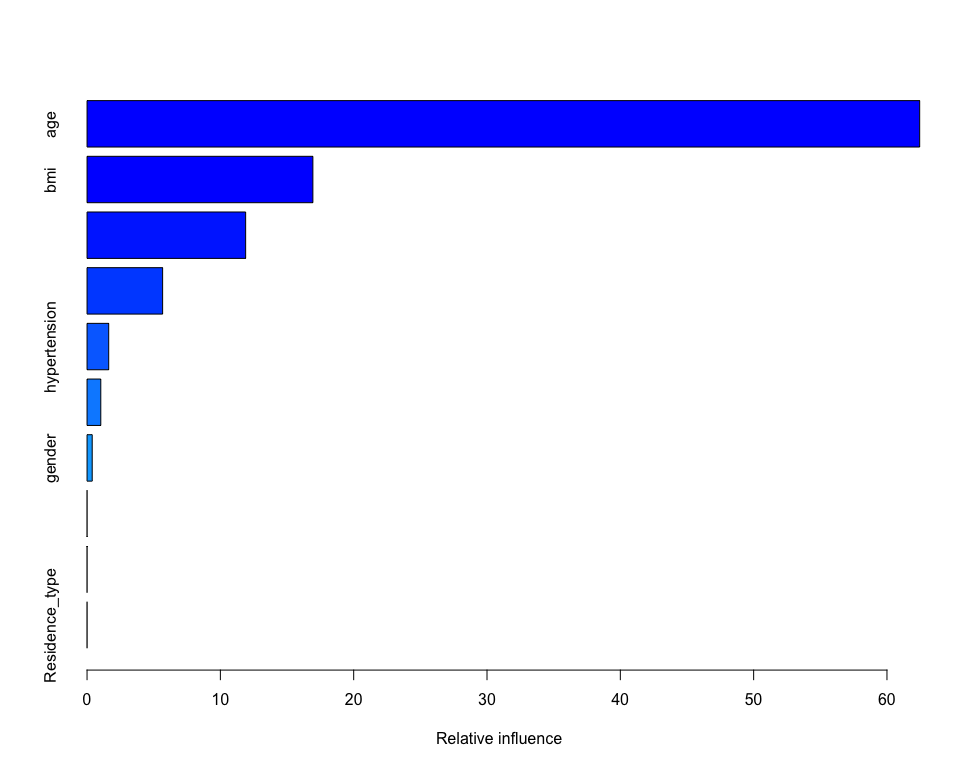 age
bmi
hypertension
gender
Residence_type
0 10 20 30 40 50 60
Relative influence